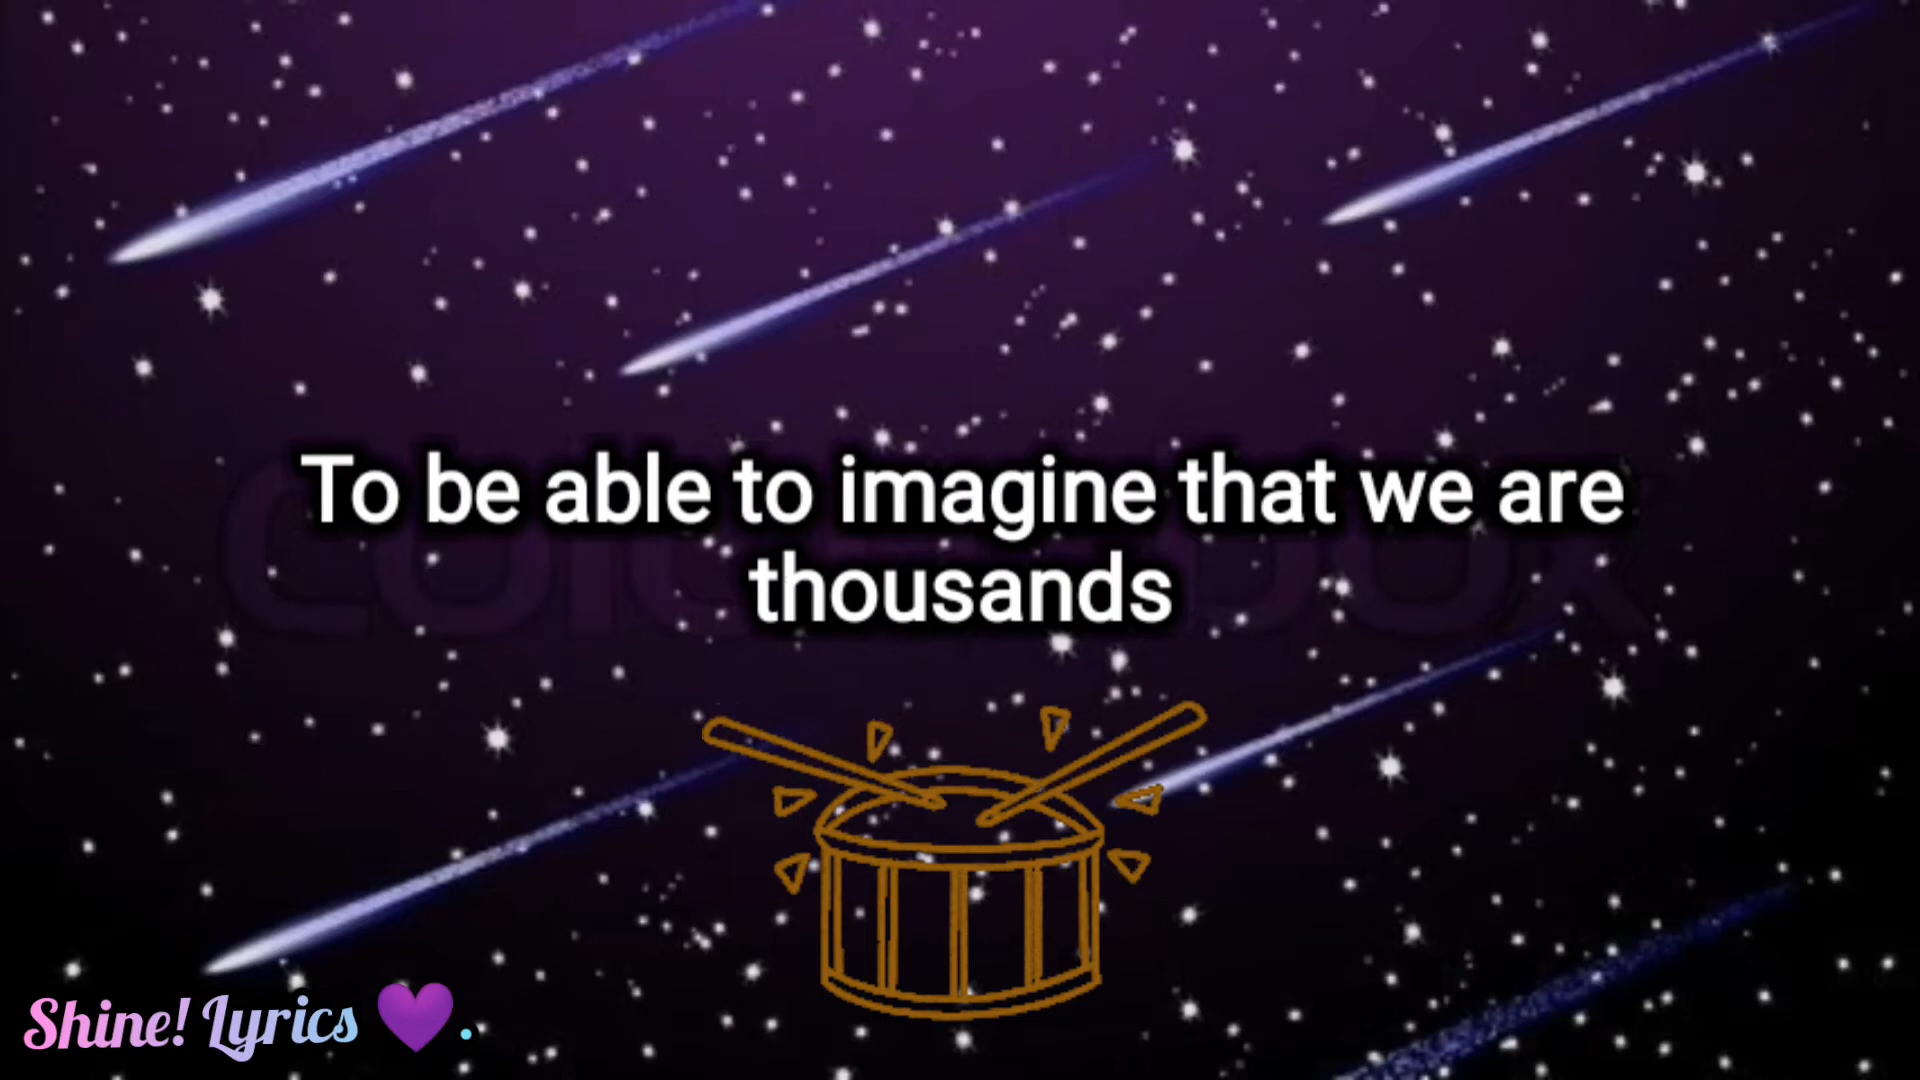 To be able to imagine that we are
thousands
Shine! Lyrics 💜.